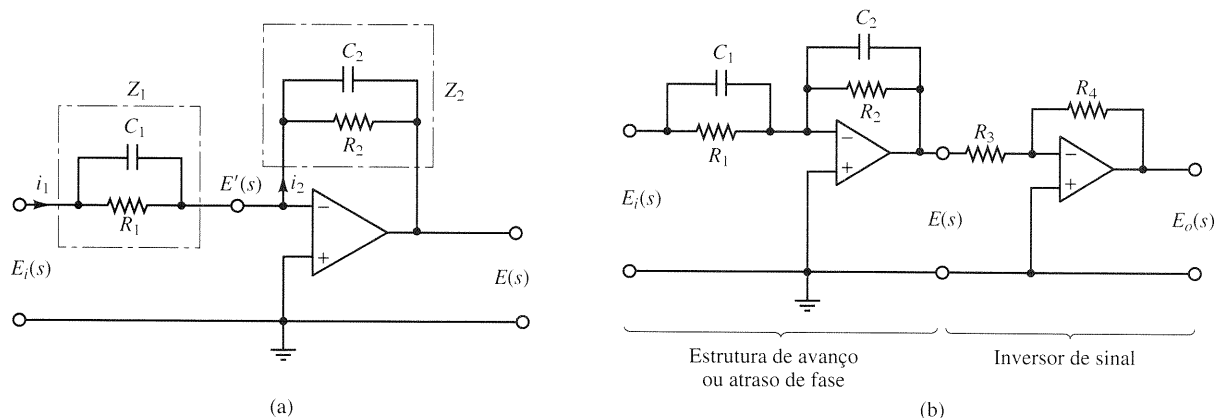 Z₁
C₁
R₁
i₁
E′(s)
i₂
C₂
R₂
Z₂
−
+
Eᵢ(s)
E(s)
(a)
C₁
R₁
C₂
R₂
−
+
R₃
R₄
−
+
Eᵢ(s)
E(s)
Eₒ(s)
Estrutura de avanço
ou atraso de fase
Inversor de sinal
(b)